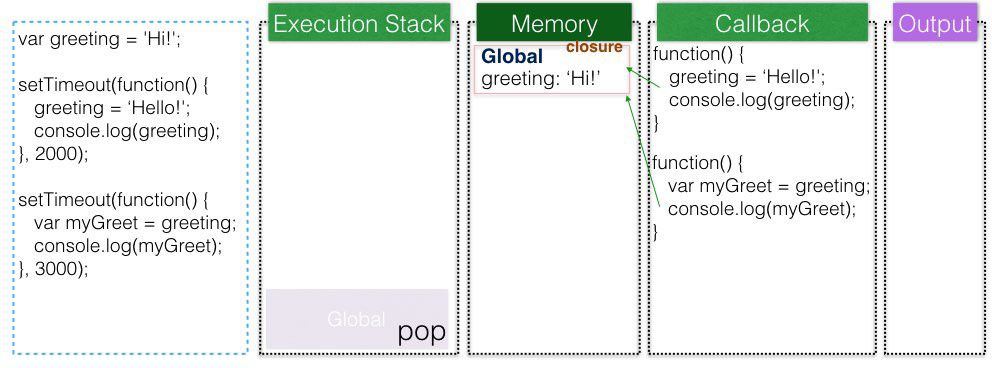 var greeting = 'Hi!';
setTimeout(function() {
greeting = ‘Hello!';
console.log(greeting);
}, 2000);
setTimeout(function() {
var myGreet = greeting;
console.log(myGreet);
}, 3000);
Execution Stack
Global
pop
Memory
closure
Global
greeting: ‘Hi!’
Callback
function() {
greeting = ‘Hello!’;
console.log(greeting);
}
function() {
var myGreet = greeting;
console.log(myGreet);
}
Output